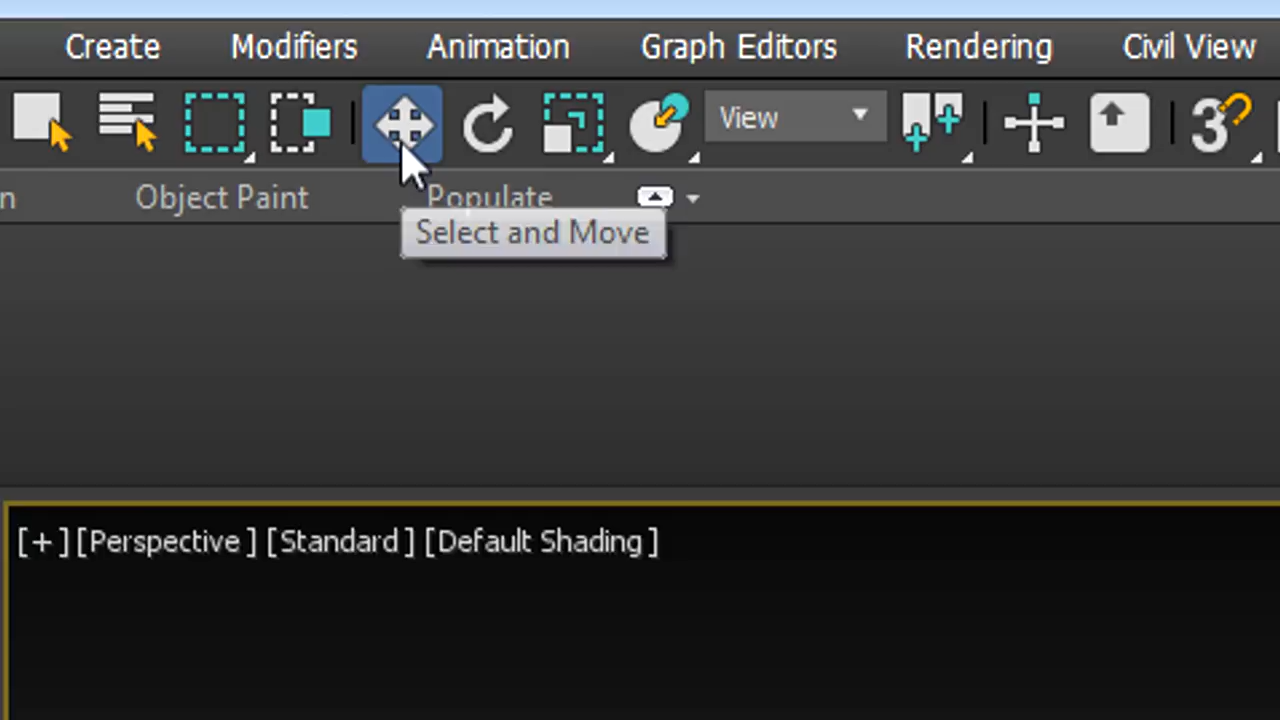 Create Modifiers Animation Graph Editors Rendering Civil View
View 3
n Object Paint Populate
Select and Move
[+] [Perspective] [Standard] [Default Shading]